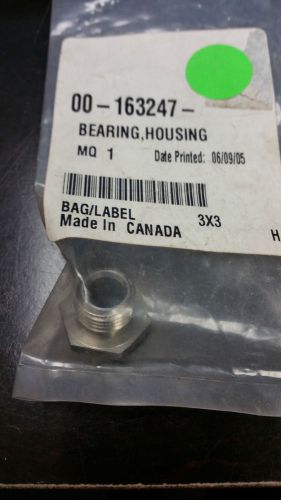 00-163247-
BEARING,HOUSING
MQ 1 Date Printed: 06/09/05
BAG/LABEL 3X3
Made In CANADA H